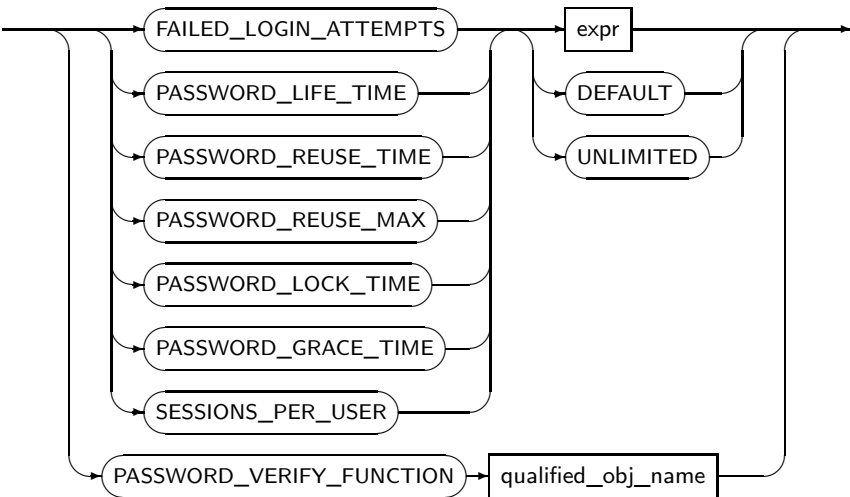 FAILED_LOGIN_ATTEMPTS expr
PASSWORD_LIFE_TIME DEFAULT
PASSWORD_REUSE_TIME UNLIMITED
PASSWORD_REUSE_MAX
PASSWORD_LOCK_TIME
PASSWORD_GRACE_TIME
SESSIONS_PER_USER
PASSWORD_VERIFY_FUNCTION qualified_obj_name